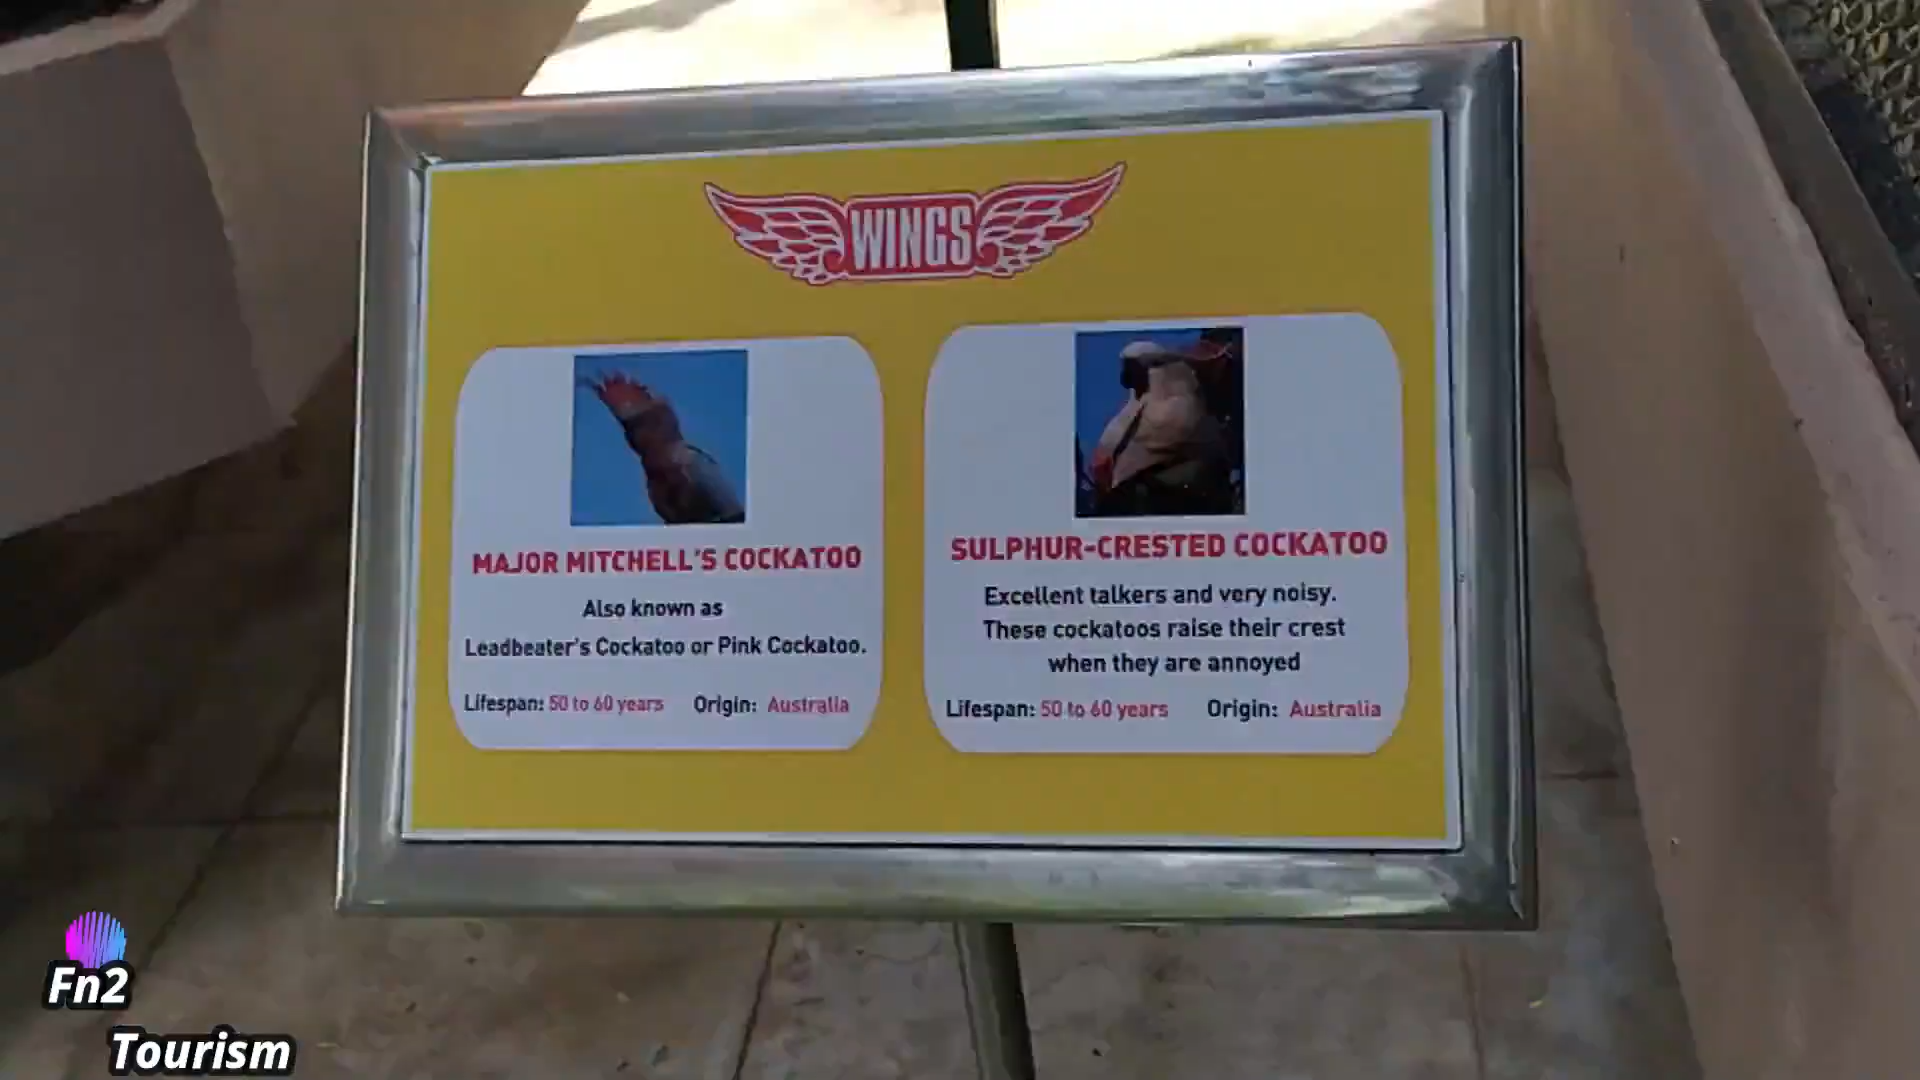 WINGS
MAJOR MITCHELL'S COCKATOO
Also known as
Leadbeater's Cockatoo or Pink Cockatoo.
Lifespan: 50 to 60 years Origin: Australia
SULPHUR-CRESTED COCKATOO
Excellent talkers and very noisy.
These cockatoos raise their crest
when they are annoyed
Lifespan: 50 to 60 years Origin: Australia
Fn2
Tourism